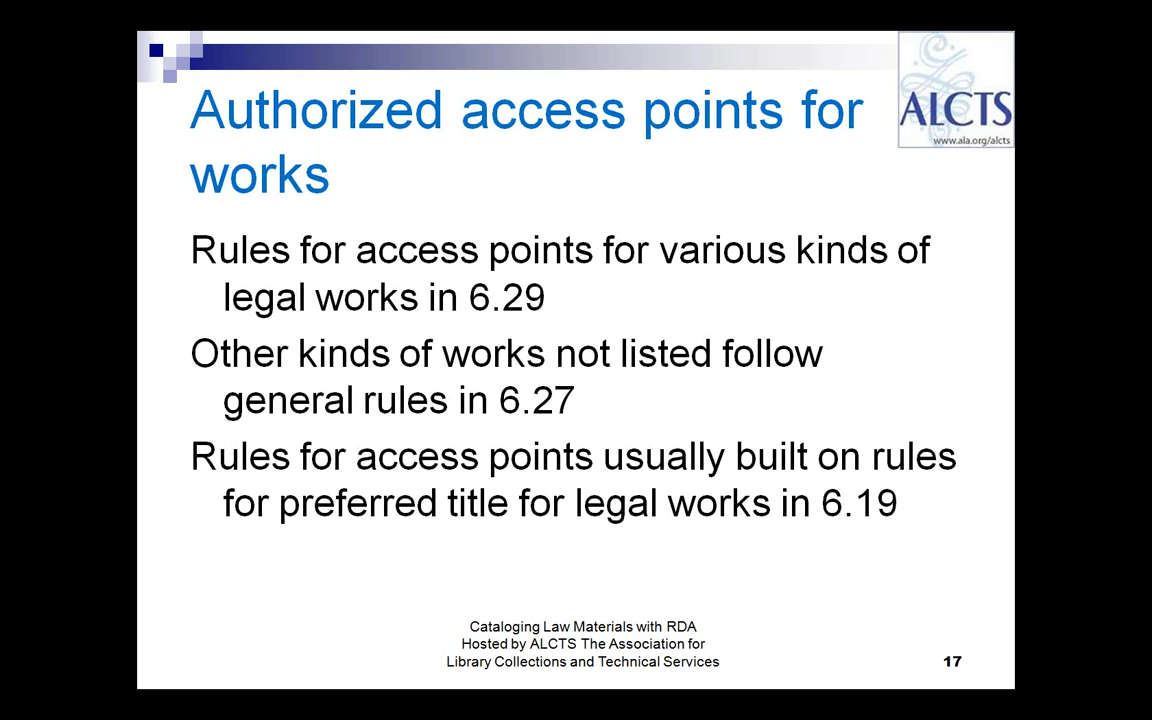 ALCTS
www.ala.org/alcts
Authorized access points for
works
Rules for access points for various kinds of
legal works in 6.29
Other kinds of works not listed follow
general rules in 6.27
Rules for access points usually built on rules
for preferred title for legal works in 6.19
Cataloging Law Materials with RDA
Hosted by ALCTS The Association for
Library Collections and Technical Services
17